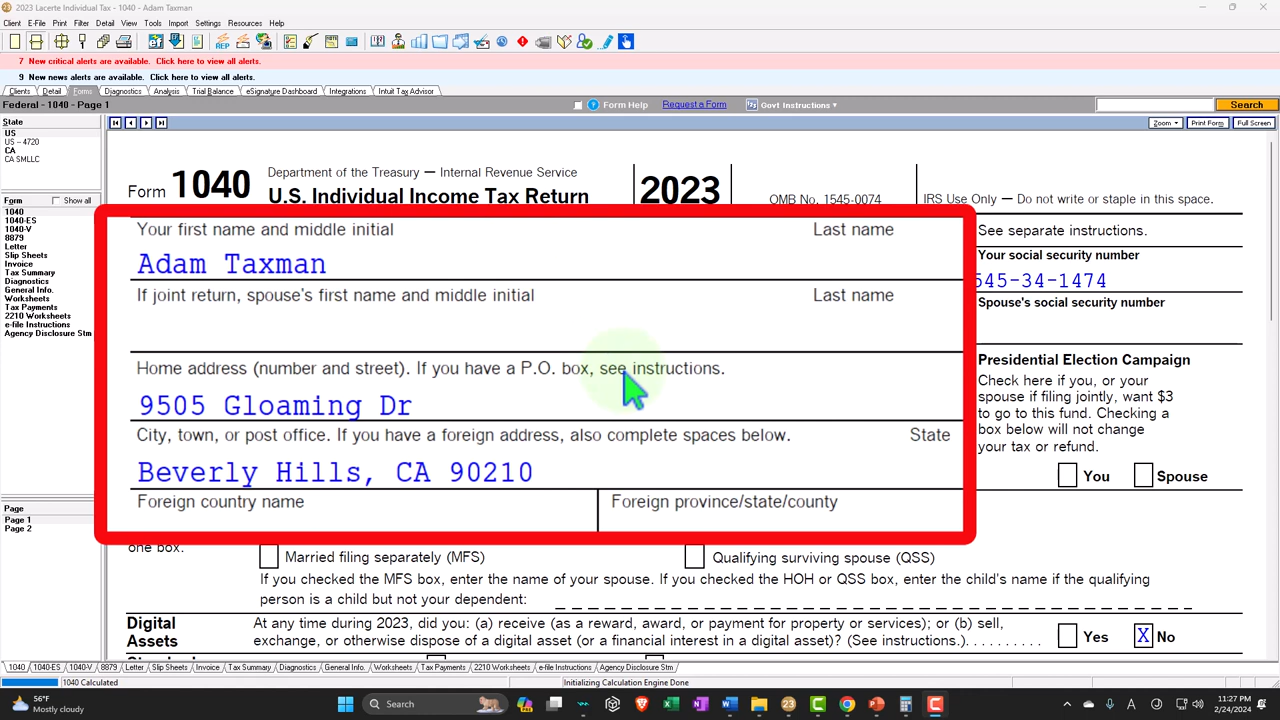 2023 Lacerte Individual Tax - 1040 - Adam Taxman
Client E-File Print Filter Detail View Tools Import Settings Resources Help
7 New critical alerts are available. Click here to view all alerts.
9 New news alerts are available. Click here to view all alerts.
Clients Detail Forms Diagnostics Analysis Trial Balance eSignature Dashboard Integrations Intuit Tax Advisor
Federal - 1040 - Page 1
Form Help Request a Form Govt Instructions Search
State
US
US - 4720
CA
CA SMLLC
Form Show all
1040
1040-ES
1040-V
8879
Letter
Slip Sheets
Invoice
Tax Summary
Diagnostics
General Info.
Worksheets
Tax Payments
2210 Worksheets
e-file Instructions
Agency Disclosure Stm
Page
Page 1
Page 2
Zoom Print Form Full Screen
Form 1040 Department of the Treasury — Internal Revenue Service
U.S. Individual Income Tax Return 2023 OMB No. 1545-0074 IRS Use Only — Do not write or staple in this space.
See separate instructions.
Your first name and middle initial Last name
Your social security number
Adam Taxman
545-34-1474
If joint return, spouse's first name and middle initial Last name
Spouse's social security number
Home address (number and street). If you have a P.O. box, see instructions.
9505 Gloaming Dr
City, town, or post office. If you have a foreign address, also complete spaces below. State
Beverly Hills, CA 90210
Foreign country name Foreign province/state/county
Presidential Election Campaign
Check here if you, or your
spouse if filing jointly, want $3
to go to this fund. Checking a
box below will not change
your tax or refund.
You Spouse
one box.
Married filing separately (MFS) Qualifying surviving spouse (QSS)
If you checked the MFS box, enter the name of your spouse. If you checked the HOH or QSS box, enter the child's name if the qualifying
person is a child but not your dependent:
Digital
Assets
At any time during 2023, did you: (a) receive (as a reward, award, or payment for property or services); or (b) sell,
exchange, or otherwise dispose of a digital asset (or a financial interest in a digital asset)? (See instructions.) Yes X No
1040 1040-ES 1040-V 8879 Letter Slip Sheets Invoice Tax Summary Diagnostics General Info. Worksheets Tax Payments 2210 Worksheets e-file Instructions Agency Disclosure Stm
1040 Calculated Initializing Calculation Engine Done
56°F
Mostly cloudy
Search
11:27 PM
2/24/2024